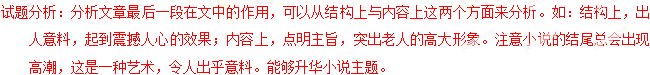 试题分析：分析文章最后一段在文中的作用，可以从结构上与内容上这两个方面来分析。如：结构上，出
人意料，起到震撼人心的效果；内容上，点明主旨，突出老人的高大形象。注意小说的结尾总会出现
高潮，这是一种艺术，令人出乎意料。能够升华小说主题。